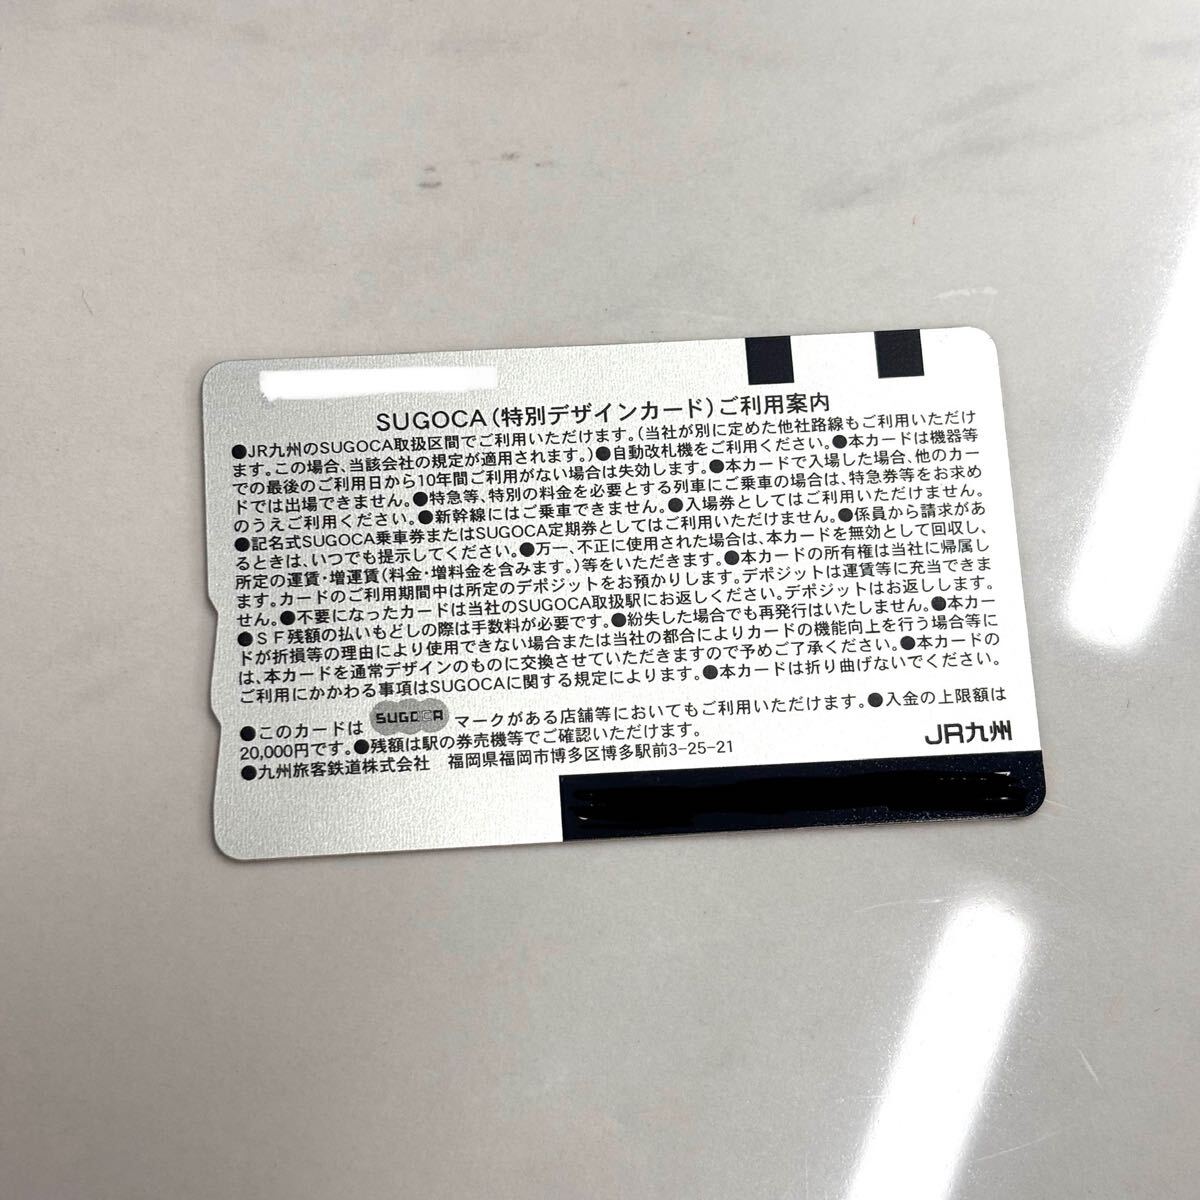 SUGOCA(特別デザインカード)ご利用案内
●JR九州のSUGOCA取扱区間でご利用いただけます。(当社が別に定めた他社路線もご利用いただけ
ます。この場合、当該会社の規定が適用されます。)●自動改札機をご利用ください。●本カードは機器等
での最後のご利用日から10年間ご利用がない場合は失効します。●本カードで入場した場合、他のカー
ドでは出場できません。●特急等、特別の料金を必要とする列車にご乗車の場合は、特急券等をお求め
のうえご利用ください。●新幹線にはご乗車できません。●入場券としてはご利用いただけません。
●記名式SUGOCA乗車券またはSUGOCA定期券としてはご利用いただけません。●係員から請求があ
るときは、いつでも提示してください。●万一、不正に使用された場合は、本カードを無効として回収し、
所定の運賃・増運賃(料金・増料金を含みます。)等をいただきます。●本カードの所有権は当社に帰属し
ます。カードのご利用期間中は所定のデポジットをお預かりします。デポジットは運賃等に充当できま
せん。●不要になったカードは当社のSUGOCA取扱駅にお返しください。デポジットはお返しします。
●SF残額の払いもどしの際は手数料が必要です。●紛失した場合でも再発行はいたしません。●本カー
ドが折損等の理由により使用できない場合または当社の都合によりカードの機能向上を行う場合等に
は、本カードを通常デザインのものに交換させていただきますので予めご了承ください。●本カードの
ご利用にかかわる事項はSUGOCAに関する規定によります。●本カードは折り曲げないでください。
●このカードは SUGOCA マークがある店舗等においてもご利用いただけます。●入金の上限額は
20,000円です。●残額は駅の券売機等でご確認いただけます。
●九州旅客鉄道株式会社 福岡県福岡市博多区博多駅前3-25-21
JR九州